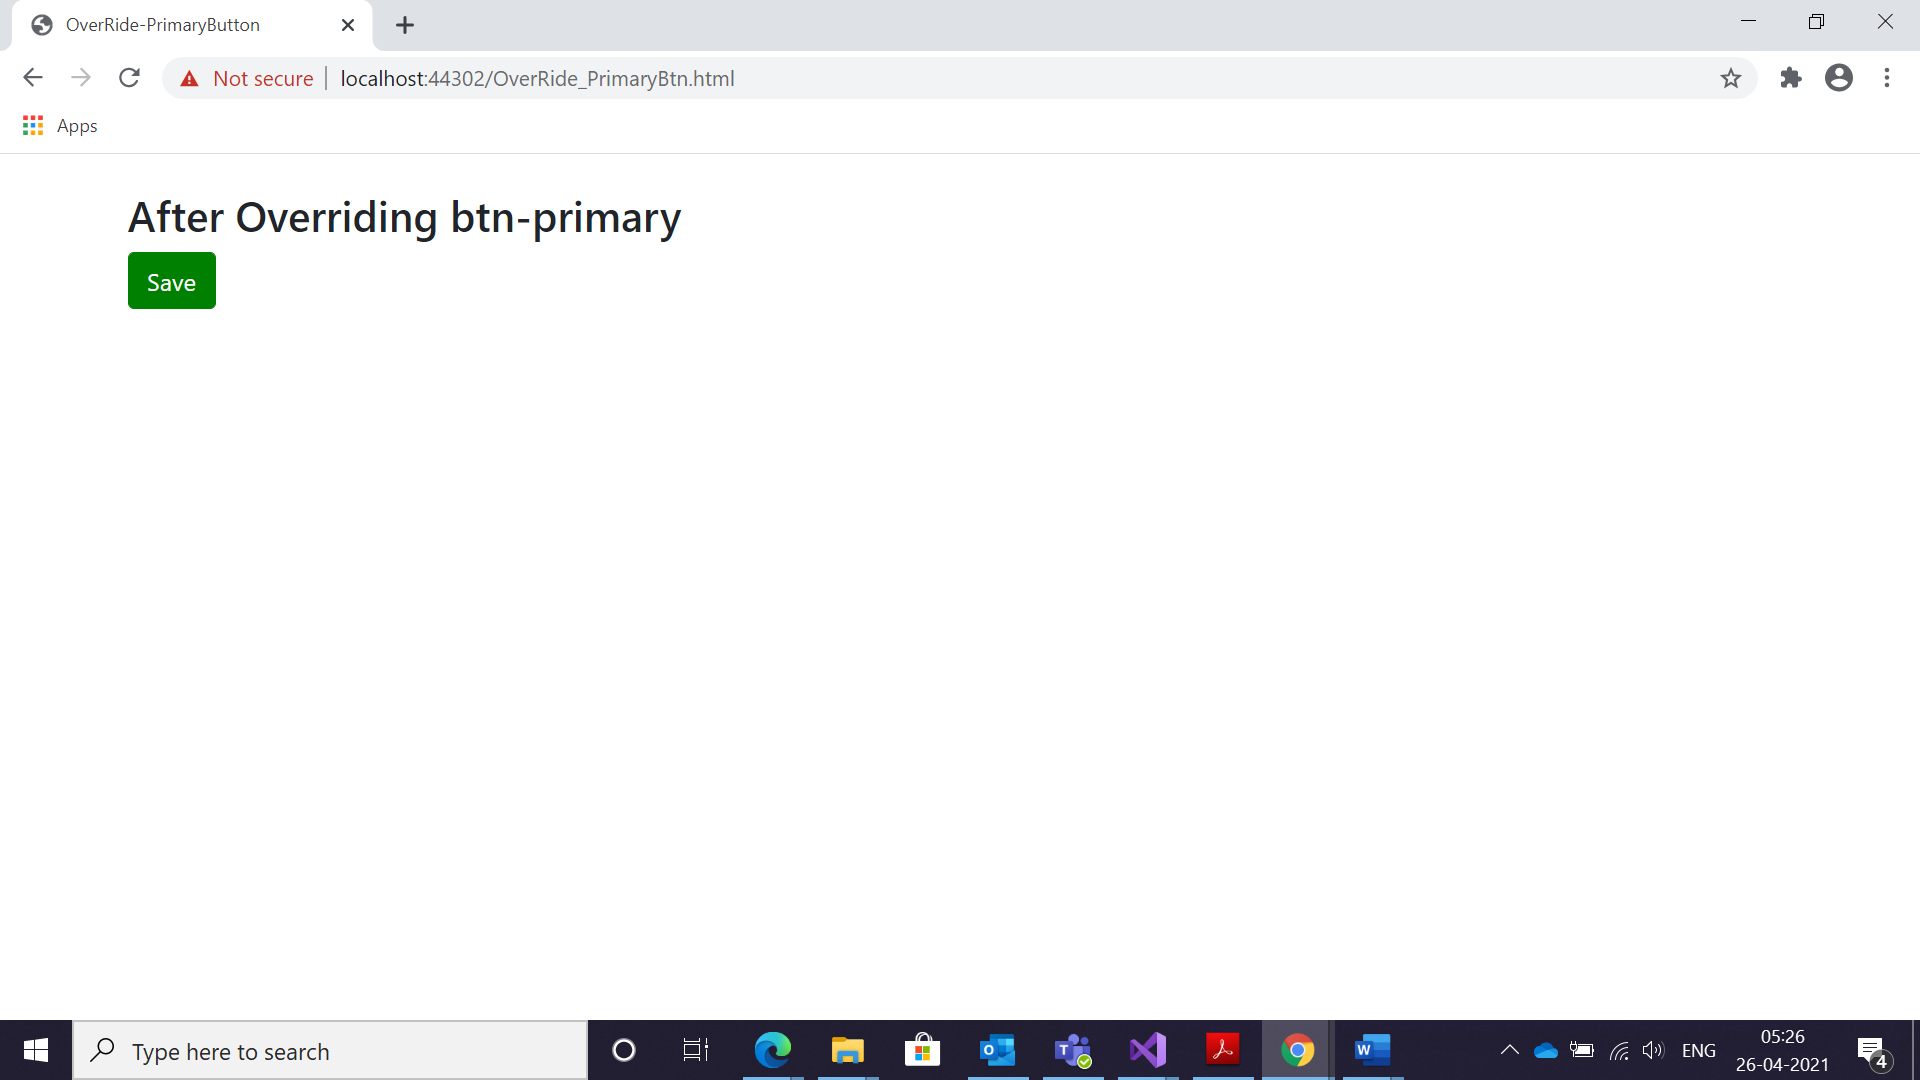 OverRide-PrimaryButton
Not secure | localhost:44302/OverRide_PrimaryBtn.html
Apps
After Overriding btn-primary
Save
Type here to search
ENG
05:26
26-04-2021
4